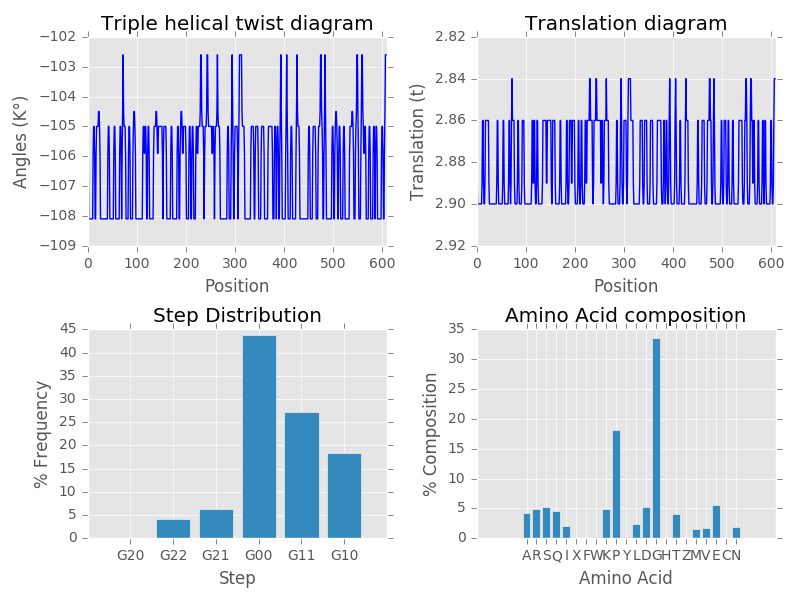 Triple helical twist diagram
Angles (K°)
−102
−103
−104
−105
−106
−107
−108
−109
0 100 200 300 400 500 600
Position
Translation diagram
Translation (t)
2.82
2.84
2.86
2.88
2.90
2.92
0 100 200 300 400 500 600
Position
Step Distribution
% Frequency
45
40
35
30
25
20
15
10
5
0
G20 G22 G21 G00 G11 G10
Step
Amino Acid composition
% Composition
35
30
25
20
15
10
5
0
A R S Q I X F W K P Y L D G H T Z M V E C N
Amino Acid